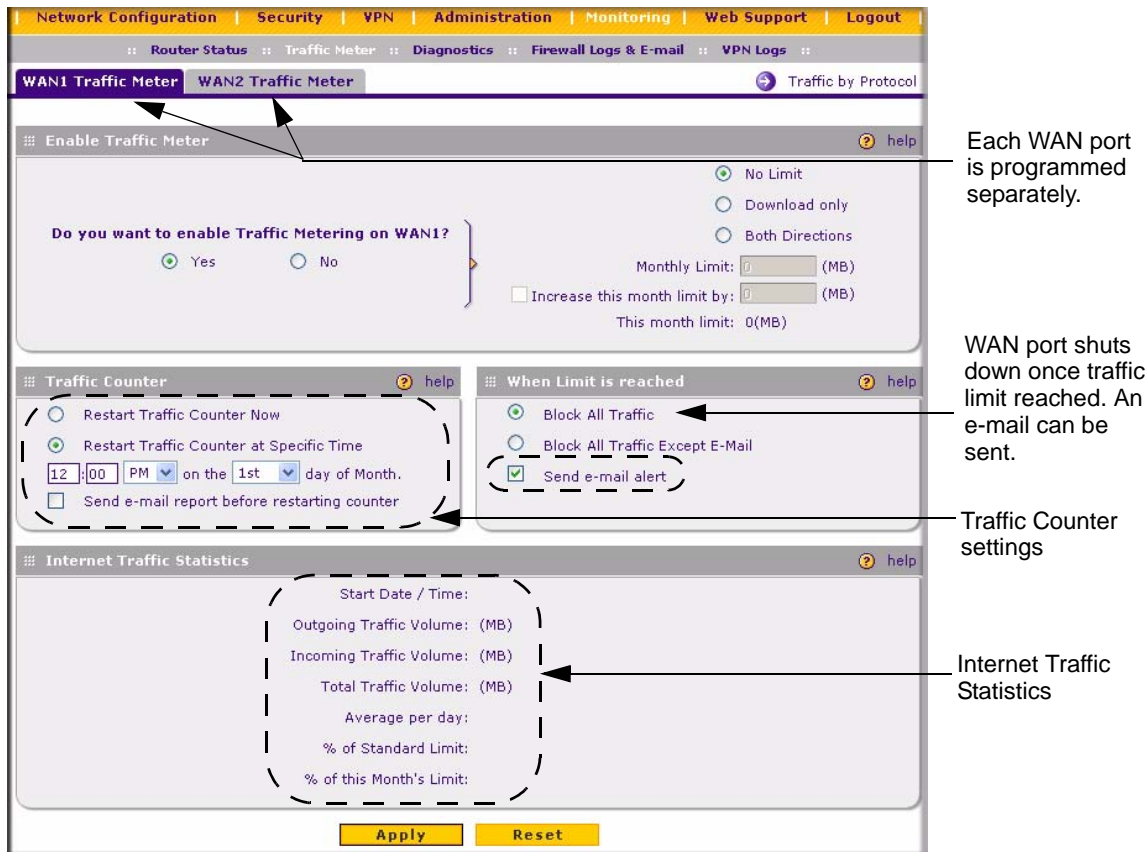 Network Configuration | Security | VPN | Administration | Monitoring | Web Support | Logout |
:: Router Status :: Traffic Meter :: Diagnostics :: Firewall Logs & E-mail :: VPN Logs ::
WAN1 Traffic Meter WAN2 Traffic Meter Traffic by Protocol
Enable Traffic Meter help
Do you want to enable Traffic Metering on WAN1?
Yes No
No Limit
Download only
Both Directions
Monthly Limit: 0 (MB)
Increase this month limit by: 0 (MB)
This month limit: 0(MB)
Each WAN port
is programmed
separately.
Traffic Counter help
Restart Traffic Counter Now
Restart Traffic Counter at Specific Time
12 :00 PM on the 1st day of Month.
Send e-mail report before restarting counter
When Limit is reached help
Block All Traffic
Block All Traffic Except E-Mail
Send e-mail alert
WAN port shuts
down once traffic
limit reached. An
e-mail can be
sent.
Traffic Counter
settings
Internet Traffic Statistics help
Start Date / Time:
Outgoing Traffic Volume: (MB)
Incoming Traffic Volume: (MB)
Total Traffic Volume: (MB)
Average per day:
% of Standard Limit:
% of this Month's Limit:
Internet Traffic
Statistics
Apply Reset